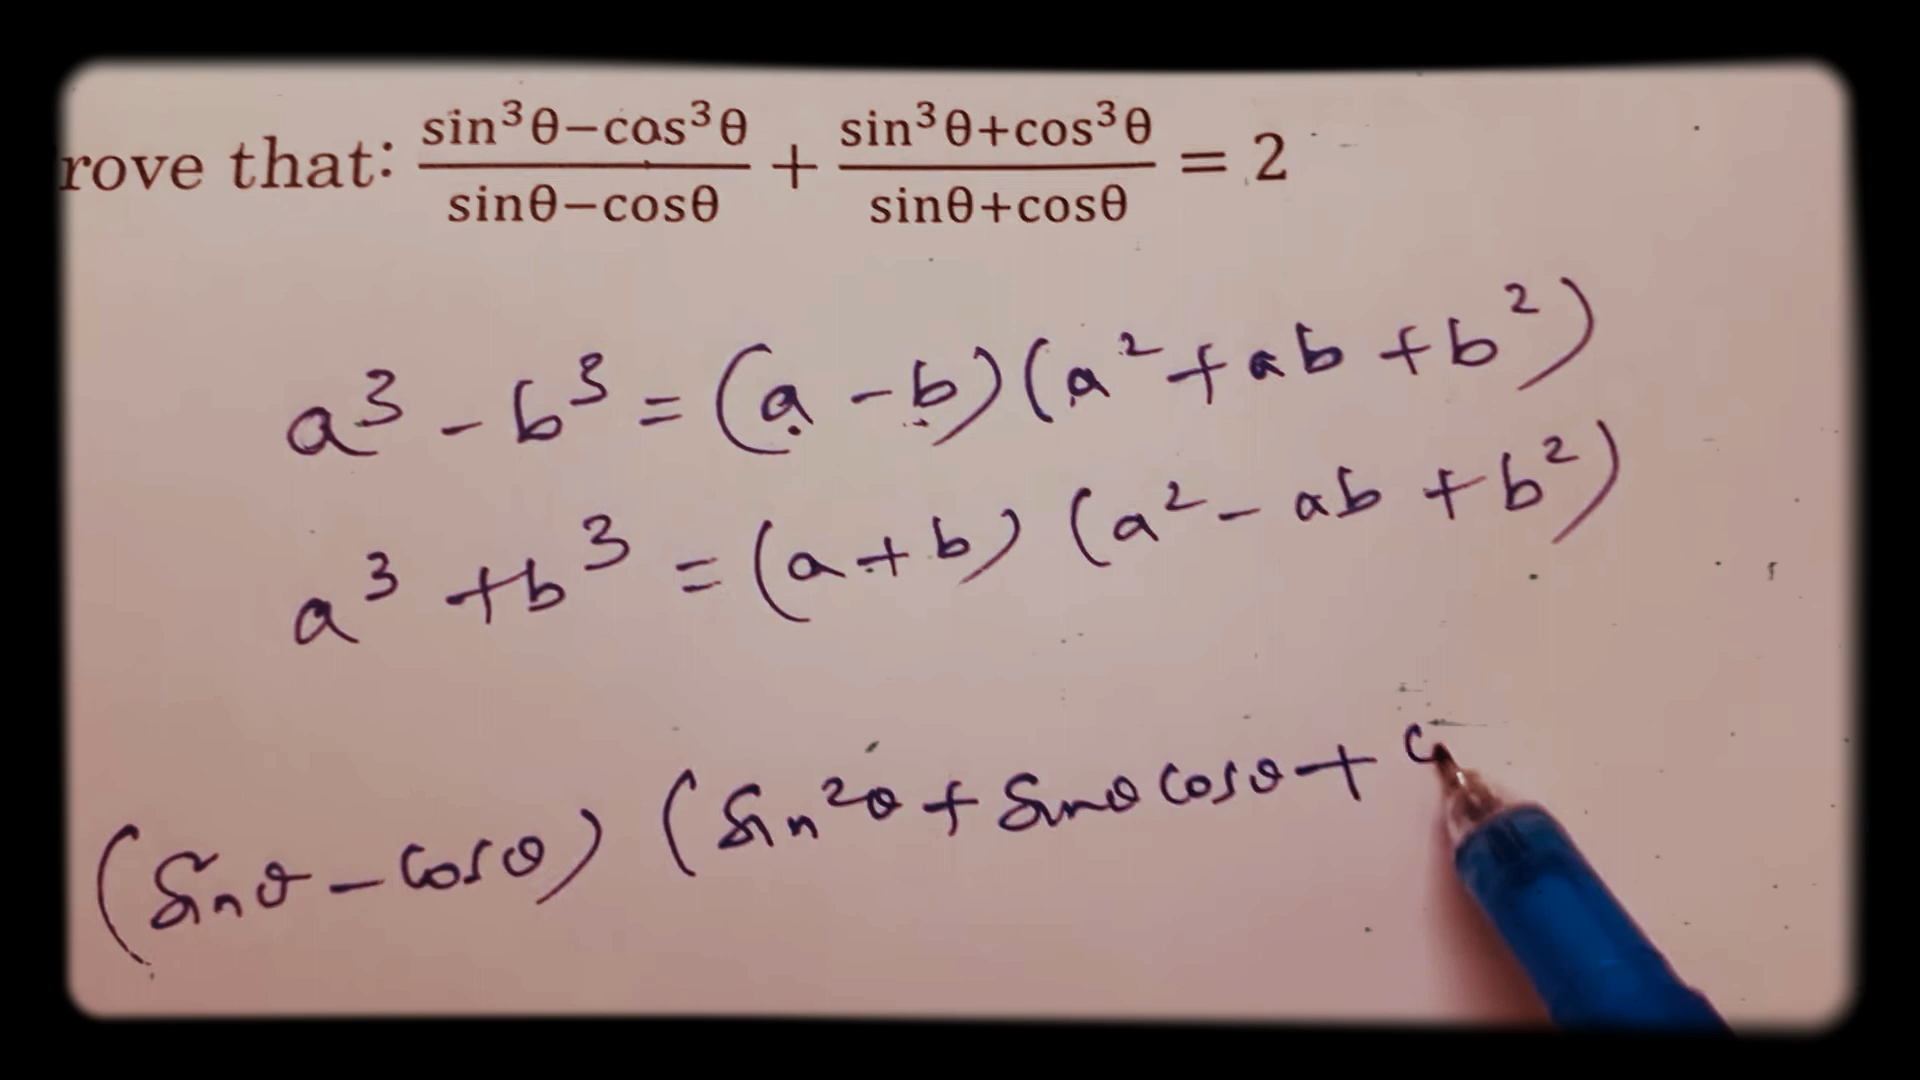 rove that: sin³θ−cos³θ / sinθ−cosθ + sin³θ+cos³θ / sinθ+cosθ = 2
a³ - b³ = (a - b)(a² + ab + b²)
a³ + b³ = (a + b) (a² - ab + b²)
(Sinθ - Cosθ) (Sin²θ + Sinθ Cosθ + C